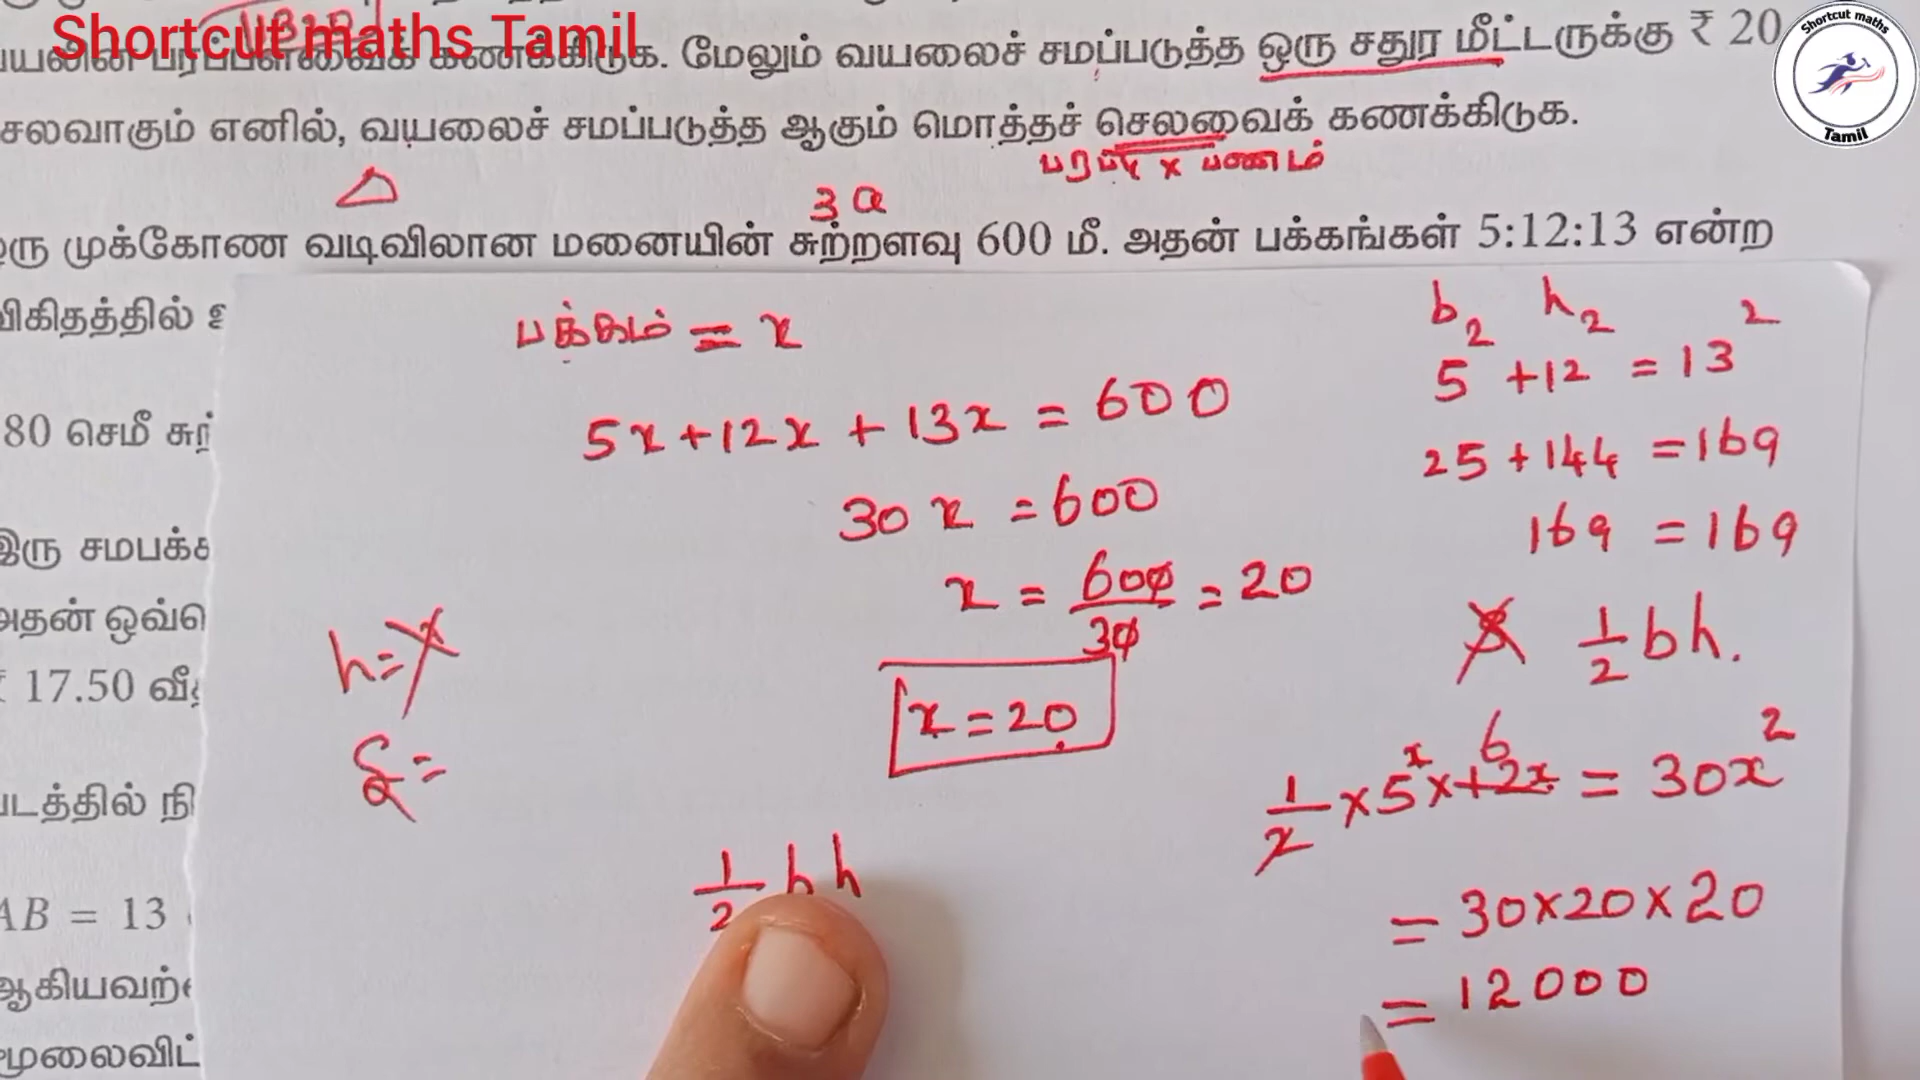 Shortcut maths Tamil
கணக்கிடுக. மேலும் வயலைச் சமப்படுத்த ஒரு சதுர மீட்டருக்கு ₹ 20
Shortcut maths
Tamil
சலவாகும் எனில், வயலைச் சமப்படுத்த ஆகும் மொத்தச் செலவைக் கணக்கிடுக.
பரப்பு x பணம்
3a
ரு முக்கோண வடிவிலான மனையின் சுற்றளவு 600 மீ. அதன் பக்கங்கள் 5:12:13 என்ற
விகிதத்தில்
பக்கம் = x
b h
5x+12x + 13x = 600
5² +12² = 13²
80 செமீ சுற்
30 x = 600
25 + 144 = 169
169 = 169
இரு சமபக்க
x = 600/30 = 20
அதன் ஒவ்
h=x
1/2 bh.
₹ 17.50 வீத
x = 20
S =
1/2 x 5x x 12x = 30x²
படத்தில் நி
1/2 bh
= 30x20x20
AB = 13
= 12000
ஆகியவற்
மூலைவிட்